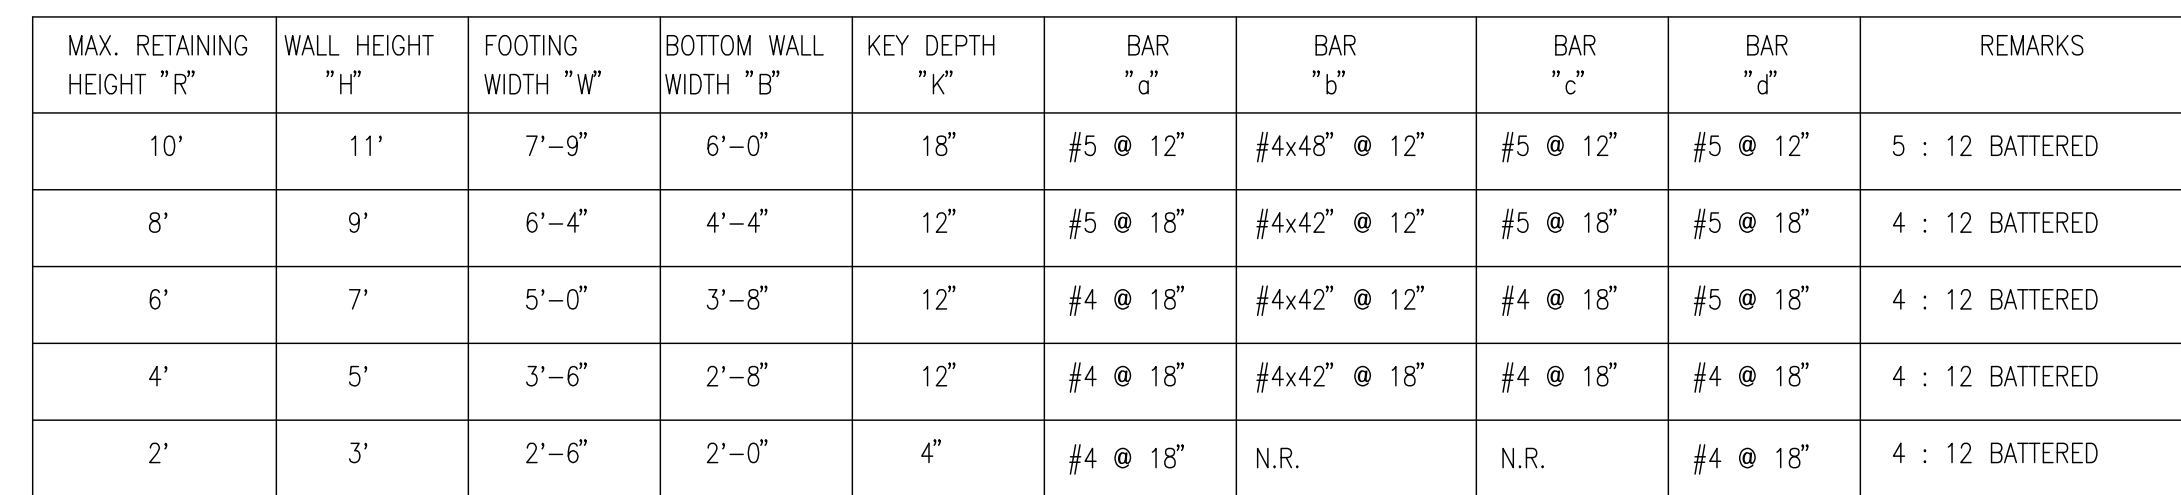 MAX. RETAINING HEIGHT "R" WALL HEIGHT "H" FOOTING WIDTH "W" BOTTOM WALL WIDTH "B" KEY DEPTH "K" BAR "a" BAR "b" BAR "c" BAR "d" REMARKS
10' 11' 7'-9" 6'-0" 18" #5 @ 12" #4x48" @ 12" #5 @ 12" #5 @ 12" 5 : 12 BATTERED
8' 9' 6'-4" 4'-4" 12" #5 @ 18" #4x42" @ 12" #5 @ 18" #5 @ 18" 4 : 12 BATTERED
6' 7' 5'-0" 3'-8" 12" #4 @ 18" #4x42" @ 12" #4 @ 18" #5 @ 18" 4 : 12 BATTERED
4' 5' 3'-6" 2'-8" 12" #4 @ 18" #4x42" @ 18" #4 @ 18" #4 @ 18" 4 : 12 BATTERED
2' 3' 2'-6" 2'-0" 4" #4 @ 18" N.R. N.R. #4 @ 18" 4 : 12 BATTERED